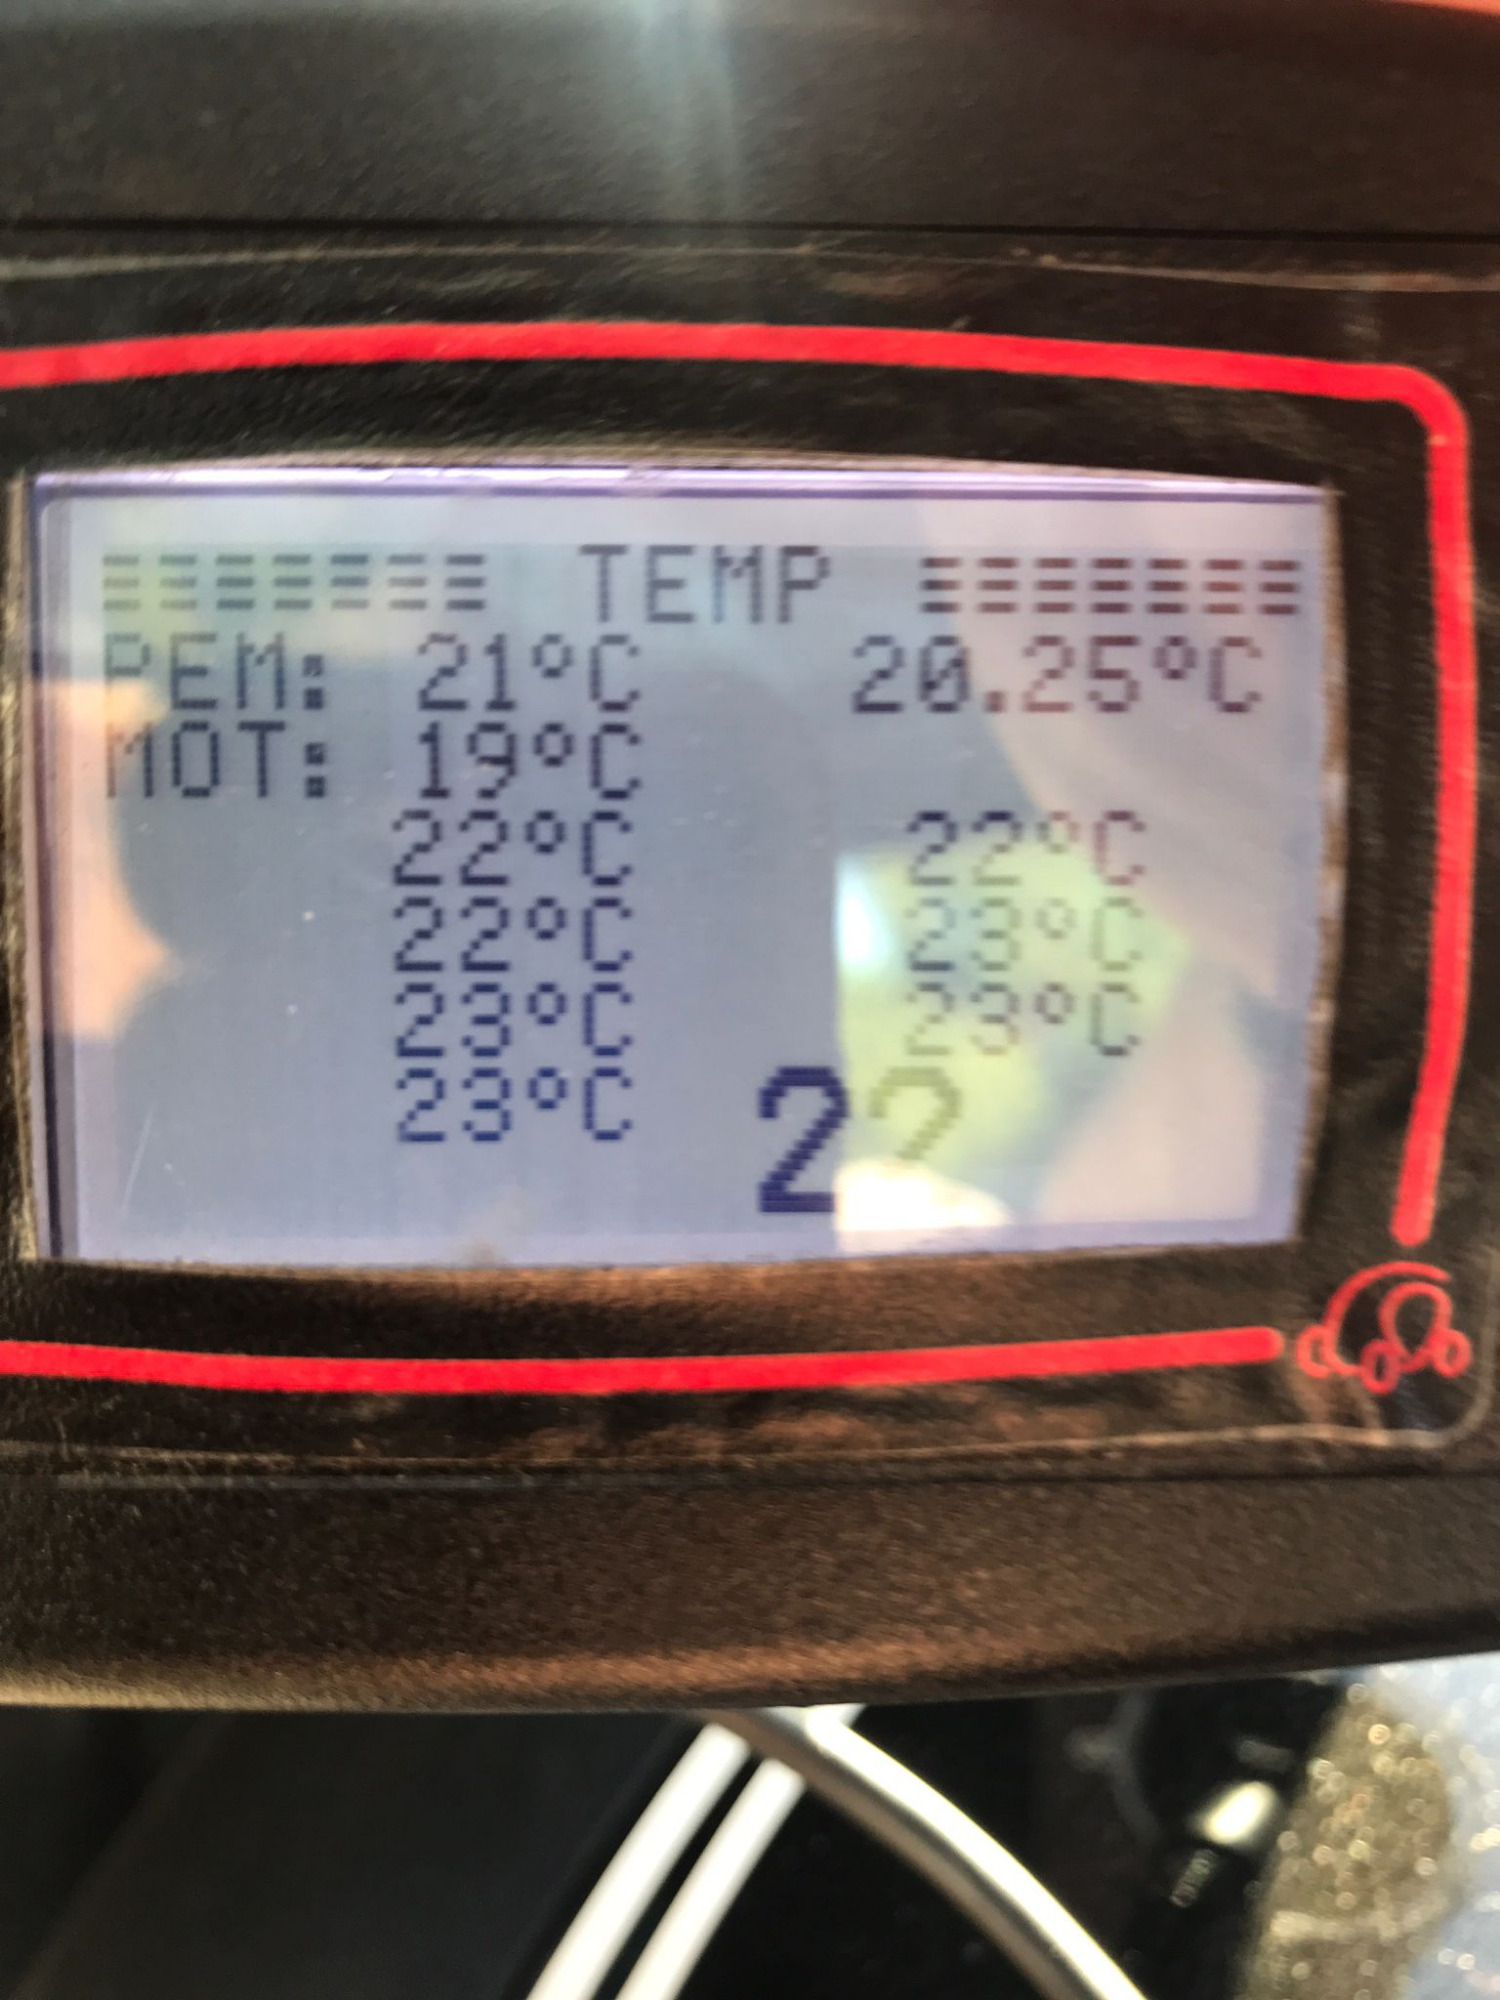 ======= TEMP =======
PEM: 21°C 20.25°C
MOT: 19°C
22°C 22°C
22°C 23°C
23°C 23°C
23°C 22